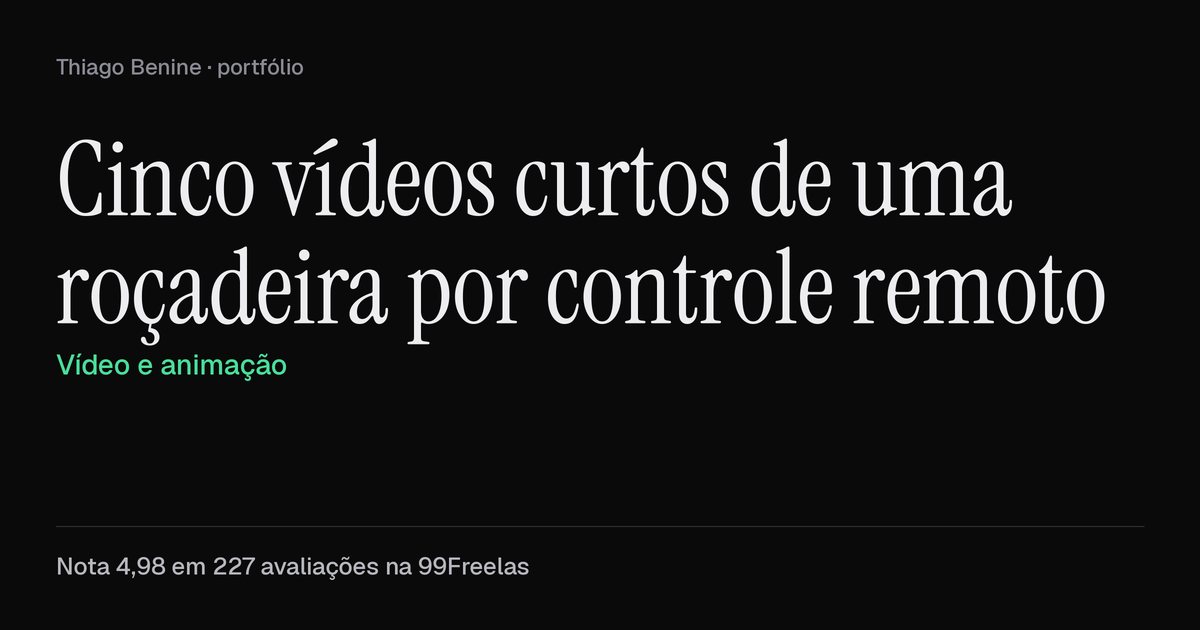 Thiago Benine · portfólio
Cinco vídeos curtos de uma
roçadeira por controle remoto
Vídeo e animação
Nota 4,98 em 227 avaliações na 99Freelas